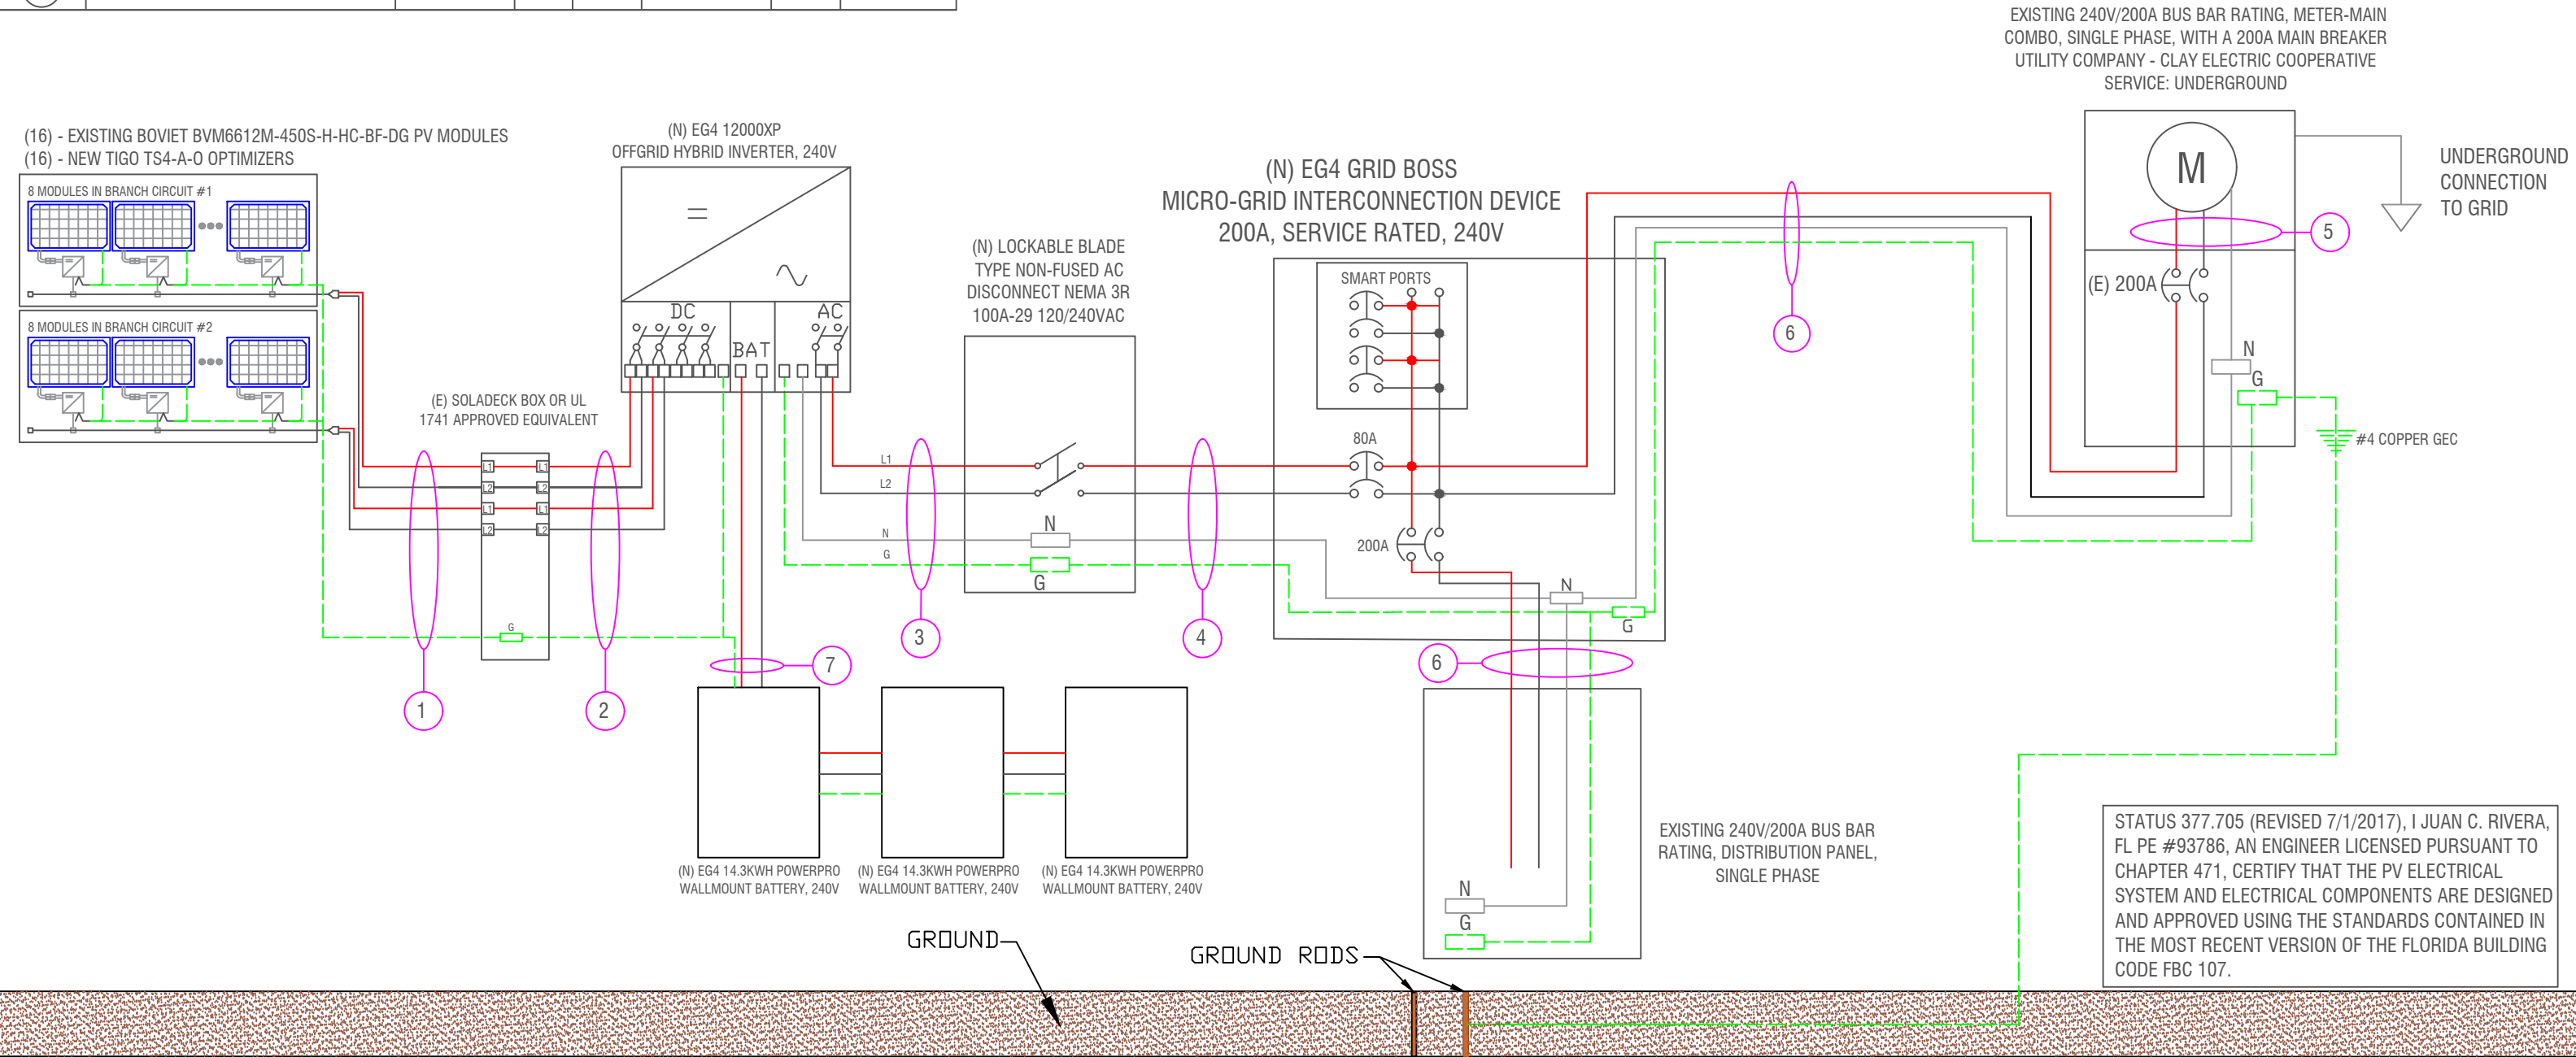 EXISTING 240V/200A BUS BAR RATING, METER-MAIN
COMBO, SINGLE PHASE, WITH A 200A MAIN BREAKER
UTILITY COMPANY - CLAY ELECTRIC COOPERATIVE
SERVICE: UNDERGROUND
(16) - EXISTING BOVIET BVM6612M-450S-H-HC-BF-DG PV MODULES
(16) - NEW TIGO TS4-A-O OPTIMIZERS
8 MODULES IN BRANCH CIRCUIT #1
8 MODULES IN BRANCH CIRCUIT #2
(N) EG4 12000XP
OFFGRID HYBRID INVERTER, 240V
DC
BAT
AC
(E) SOLADECK BOX OR UL
1741 APPROVED EQUIVALENT
L1 L1
L2 L2
L1 L1
L2 L2
G
1
2
(N) LOCKABLE BLADE
TYPE NON-FUSED AC
DISCONNECT NEMA 3R
100A-29 120/240VAC
L1
L2
N
G
N
G
3
4
(N) EG4 GRID BOSS
MICRO-GRID INTERCONNECTION DEVICE
200A, SERVICE RATED, 240V
SMART PORTS
80A
200A
N
G
6
6
M
5
(E) 200A
N
G
UNDERGROUND
CONNECTION
TO GRID
#4 COPPER GEC
7
(N) EG4 14.3KWH POWERPRO
WALLMOUNT BATTERY, 240V
(N) EG4 14.3KWH POWERPRO
WALLMOUNT BATTERY, 240V
(N) EG4 14.3KWH POWERPRO
WALLMOUNT BATTERY, 240V
N
G
EXISTING 240V/200A BUS BAR
RATING, DISTRIBUTION PANEL,
SINGLE PHASE
STATUS 377.705 (REVISED 7/1/2017), I JUAN C. RIVERA,
FL PE #93786, AN ENGINEER LICENSED PURSUANT TO
CHAPTER 471, CERTIFY THAT THE PV ELECTRICAL
SYSTEM AND ELECTRICAL COMPONENTS ARE DESIGNED
AND APPROVED USING THE STANDARDS CONTAINED IN
THE MOST RECENT VERSION OF THE FLORIDA BUILDING
CODE FBC 107.
GROUND
GROUND RODS